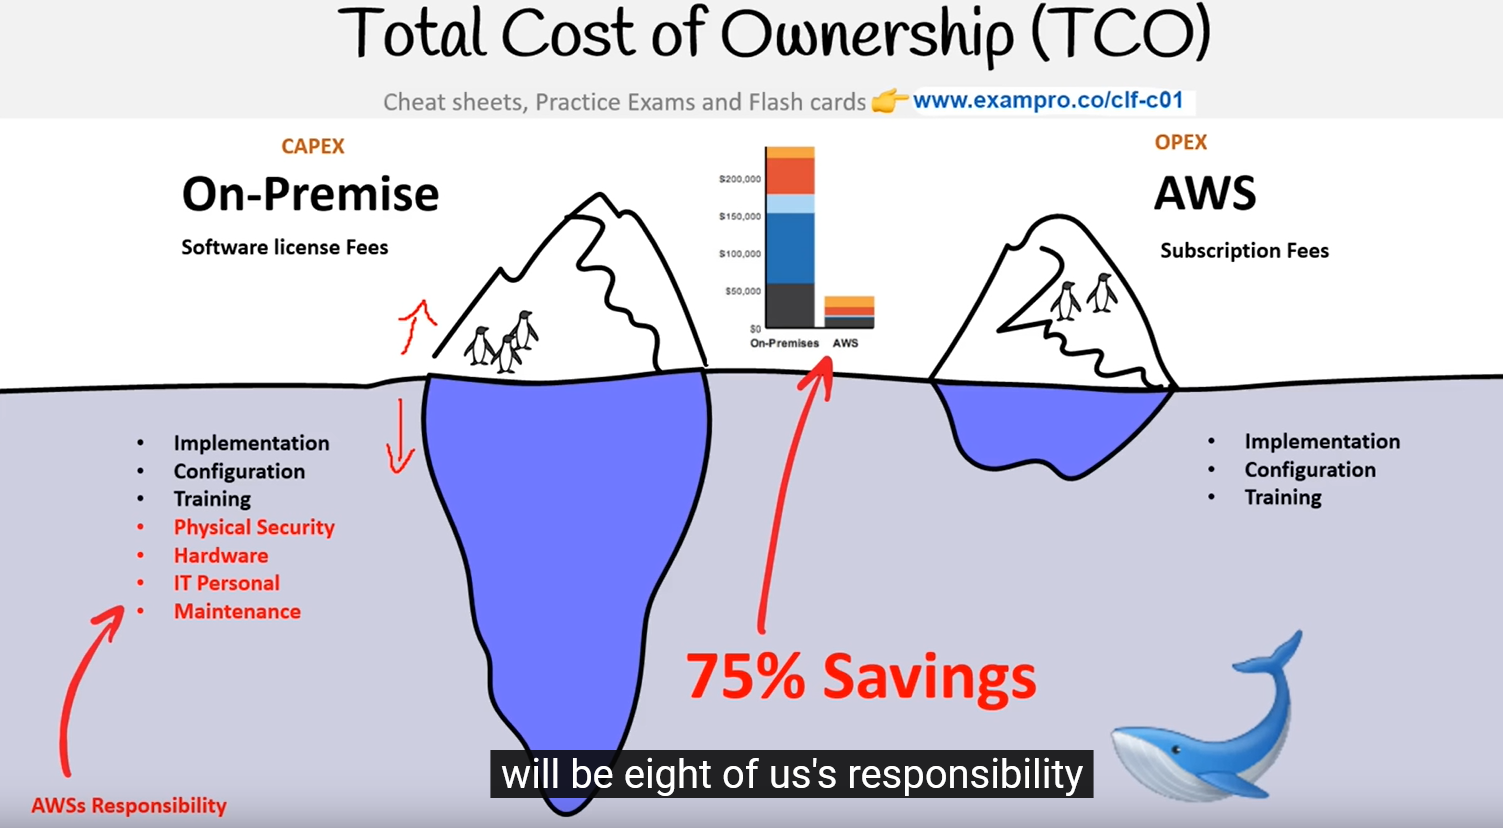 Total Cost of Ownership (TCO)
Cheat sheets, Practice Exams and Flash cards 👉 www.exampro.co/clf-c01
CAPEX
On-Premise
Software license Fees
$200,000
$150,000
$100,000
$50,000
$0
On-Premises AWS
OPEX
AWS
Subscription Fees
• Implementation
• Configuration
• Training
• Physical Security
• Hardware
• IT Personal
• Maintenance
AWSs Responsibility
• Implementation
• Configuration
• Training
75% Savings
will be eight of us's responsibility